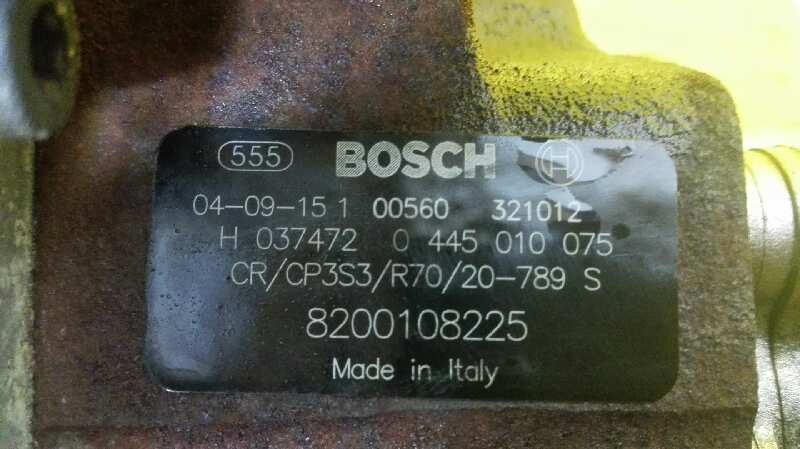 555 BOSCH
04-09-15 1 00560 321012
H 037472 0 445 010 075
CR/CP3S3/R70/20-789 S
8200108225
Made in Italy